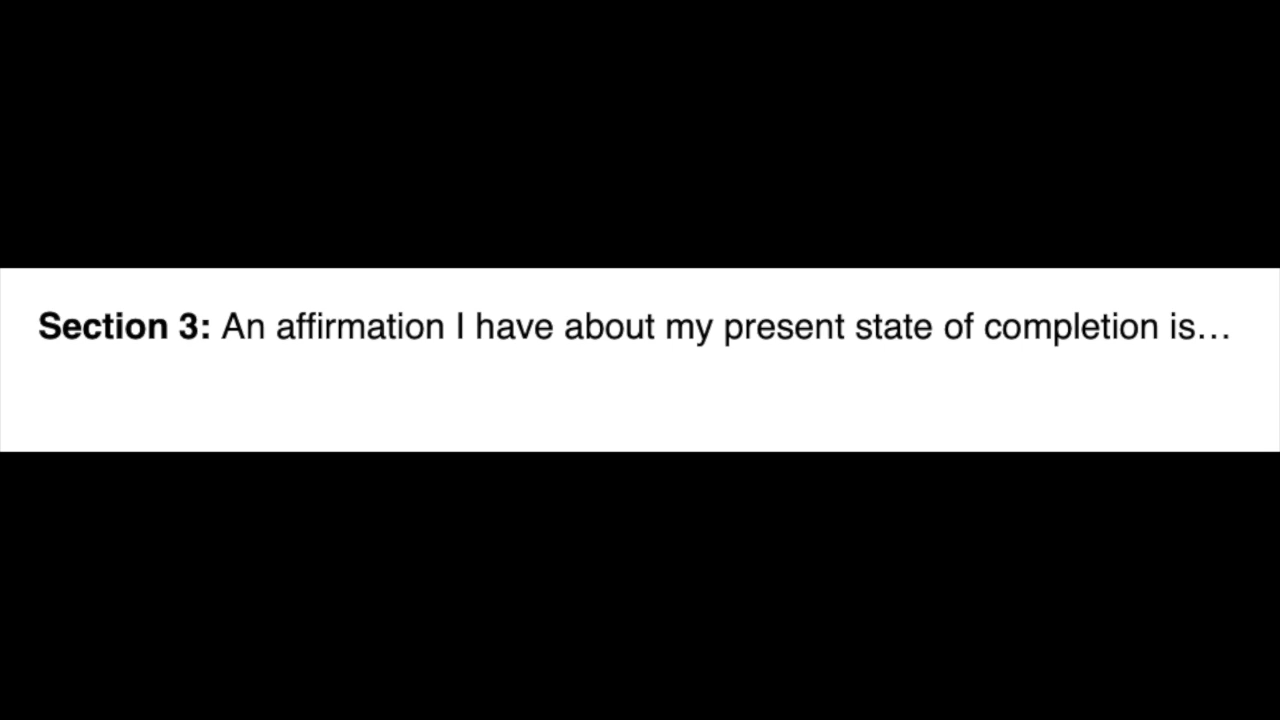 Section 3: An affirmation I have about my present state of completion is…